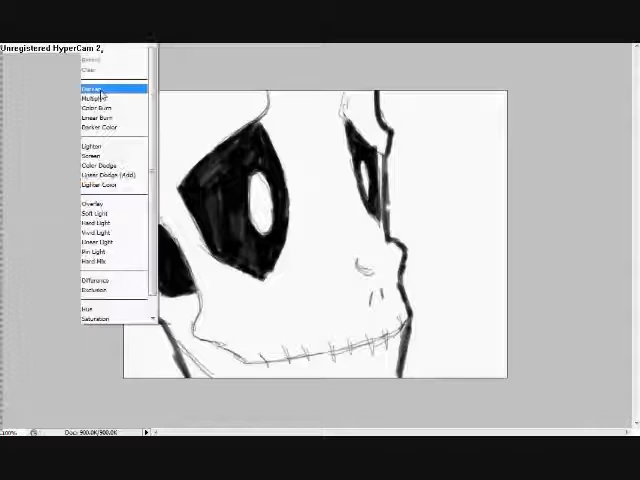 Unregistered HyperCam 2
Behind
Clear
Darken
Multiply
Color Burn
Linear Burn
Darker Color
Lighten
Screen
Color Dodge
Linear Dodge (Add)
Lighter Color
Overlay
Soft Light
Hard Light
Vivid Light
Linear Light
Pin Light
Hard Mix
Difference
Exclusion
Hue
Saturation
100%
Doc: 900.0K/900.0K